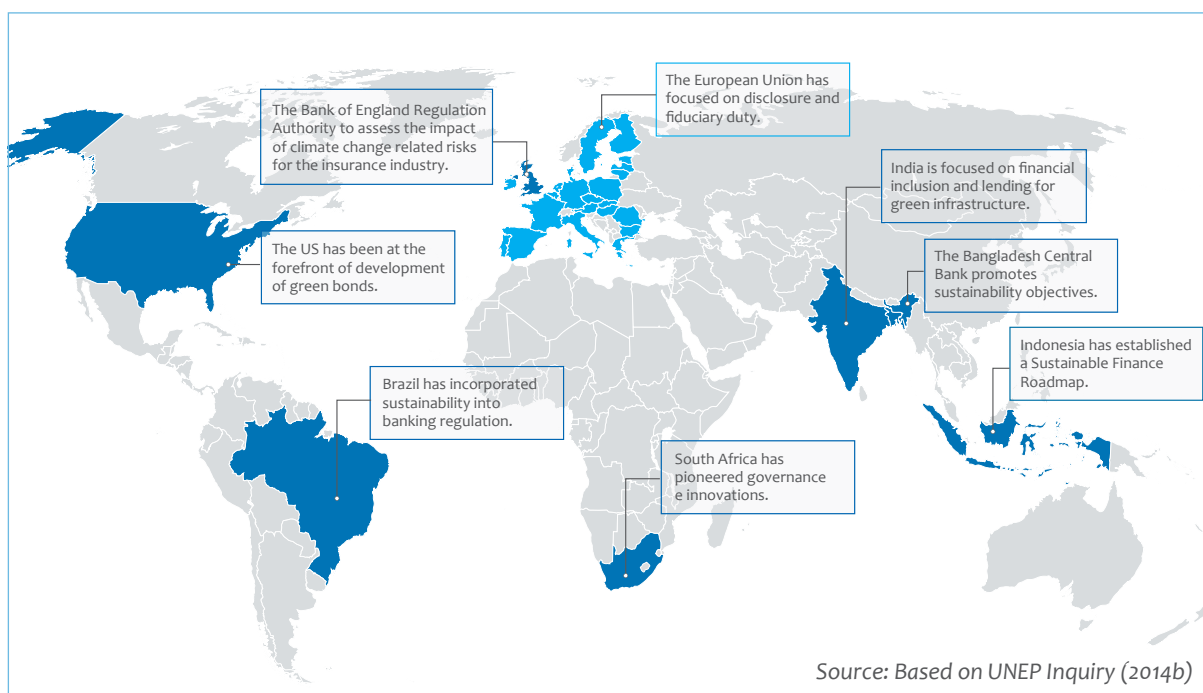 The European Union has
focused on disclosure and
fiduciary duty.
The Bank of England Regulation
Authority to assess the impact
of climate change related risks
for the insurance industry.
India is focused on financial
inclusion and lending for
green infrastructure.
The US has been at the
forefront of development
of green bonds.
The Bangladesh Central
Bank promotes
sustainability objectives.
Indonesia has established
a Sustainable Finance
Roadmap.
Brazil has incorporated
sustainability into
banking regulation.
South Africa has
pioneered governance
e innovations.
Source: Based on UNEP Inquiry (2014b)